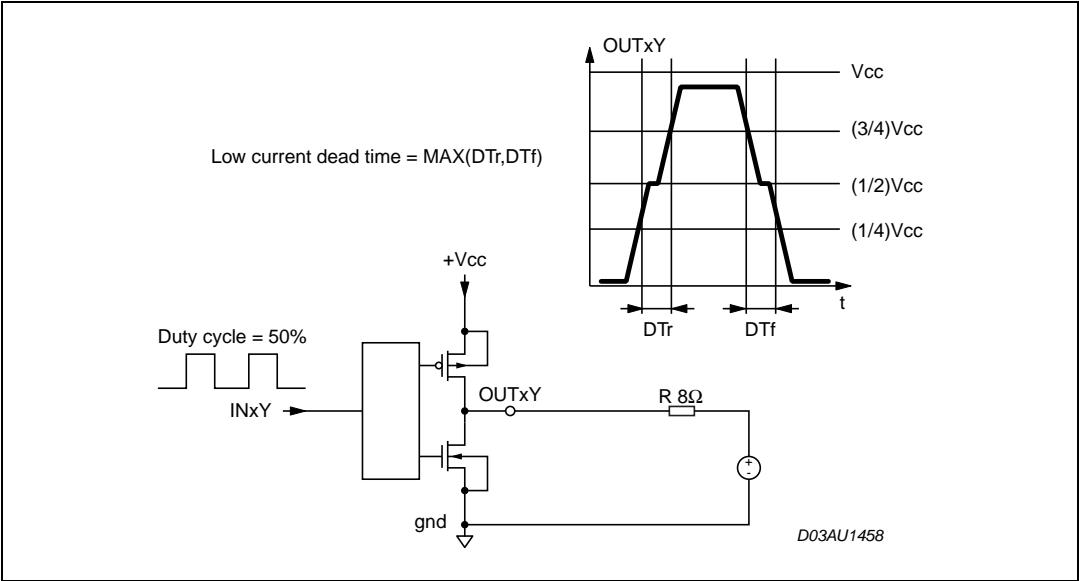 OUTxY
Vcc
(3/4)Vcc
Low current dead time = MAX(DTr,DTf)
(1/2)Vcc
(1/4)Vcc
+Vcc
t
DTr
DTf
Duty cycle = 50%
OUTxY
R 8Ω
INxY
+
-
gnd
D03AU1458